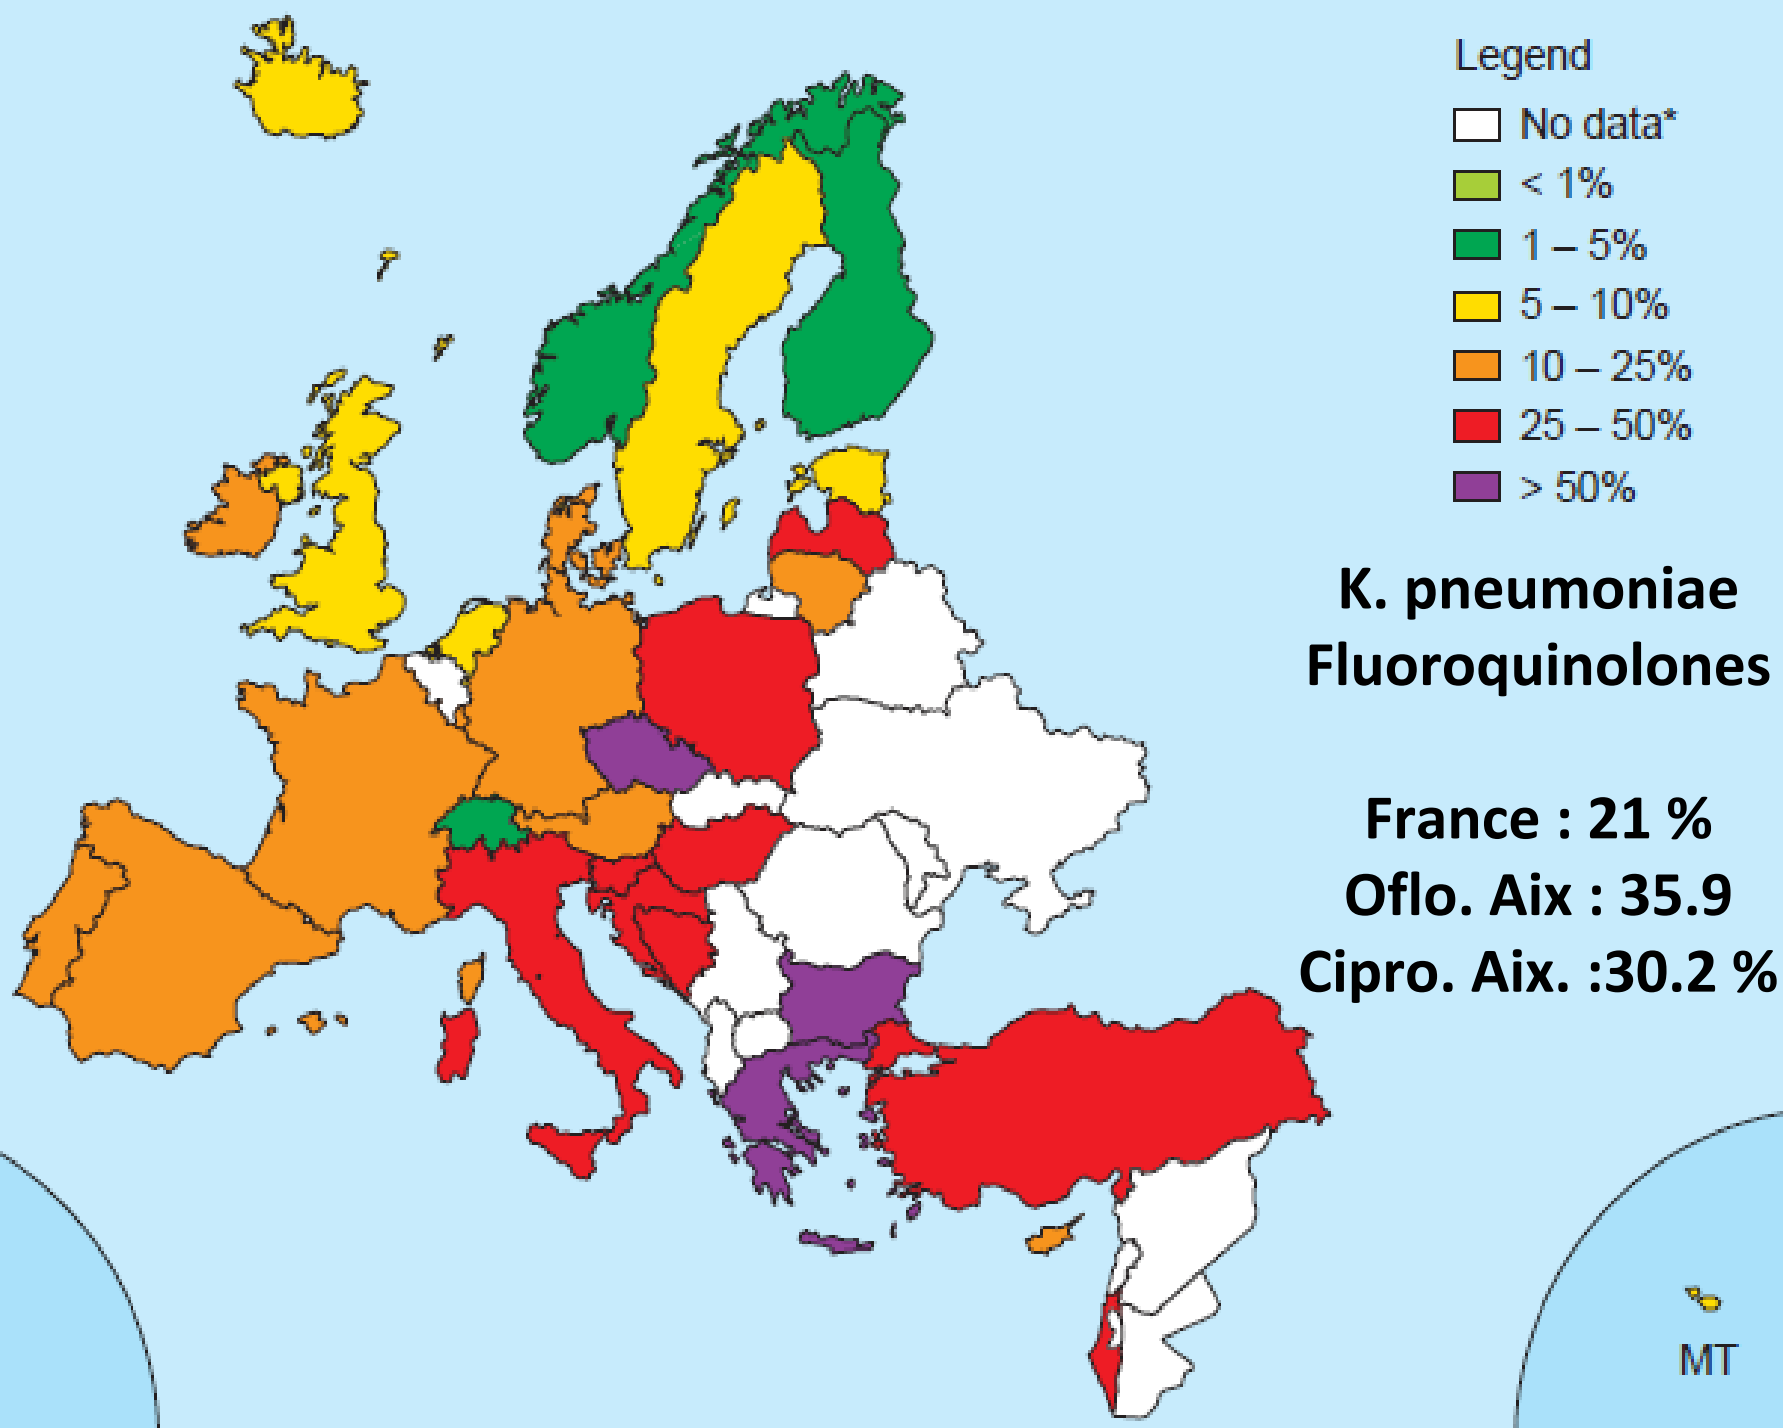 Legend
No data*
< 1%
1 – 5%
5 – 10%
10 – 25%
25 – 50%
> 50%
K. pneumoniae
Fluoroquinolones
France : 21 %
Oflo. Aix : 35.9
Cipro. Aix. :30.2 %
MT